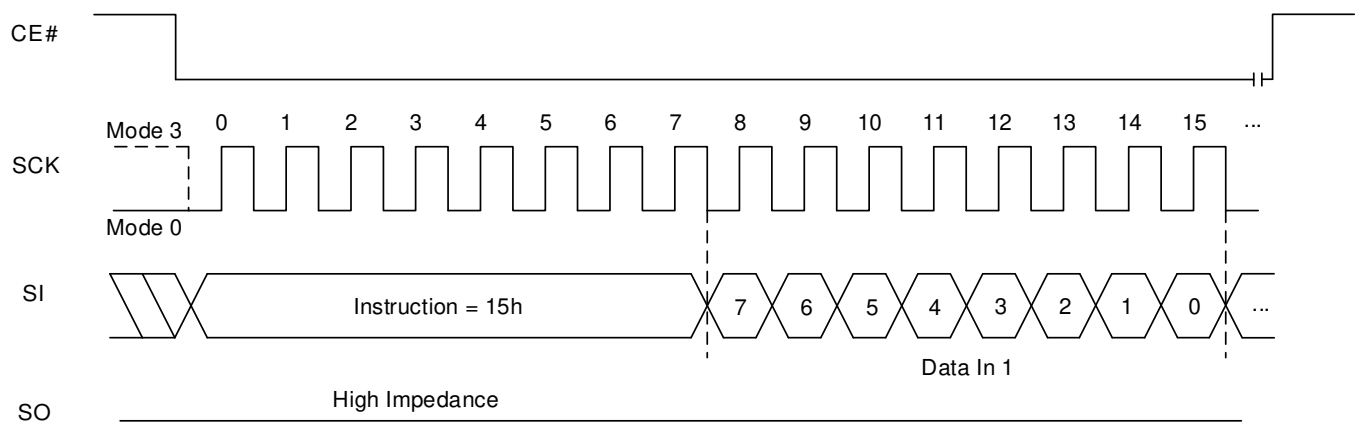 CE#
Mode 3 0 1 2 3 4 5 6 7 8 9 10 11 12 13 14 15 ...
SCK
Mode 0
SI Instruction = 15h 7 6 5 4 3 2 1 0 ...
Data In 1
High Impedance
SO